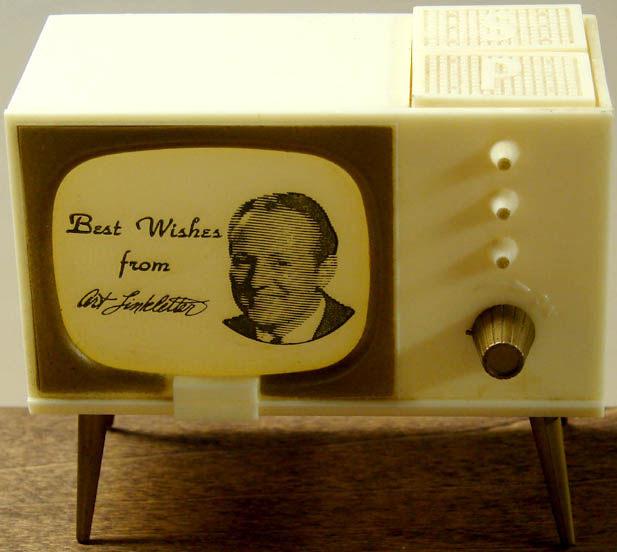 S
P
Best Wishes
from
Art Linkletter